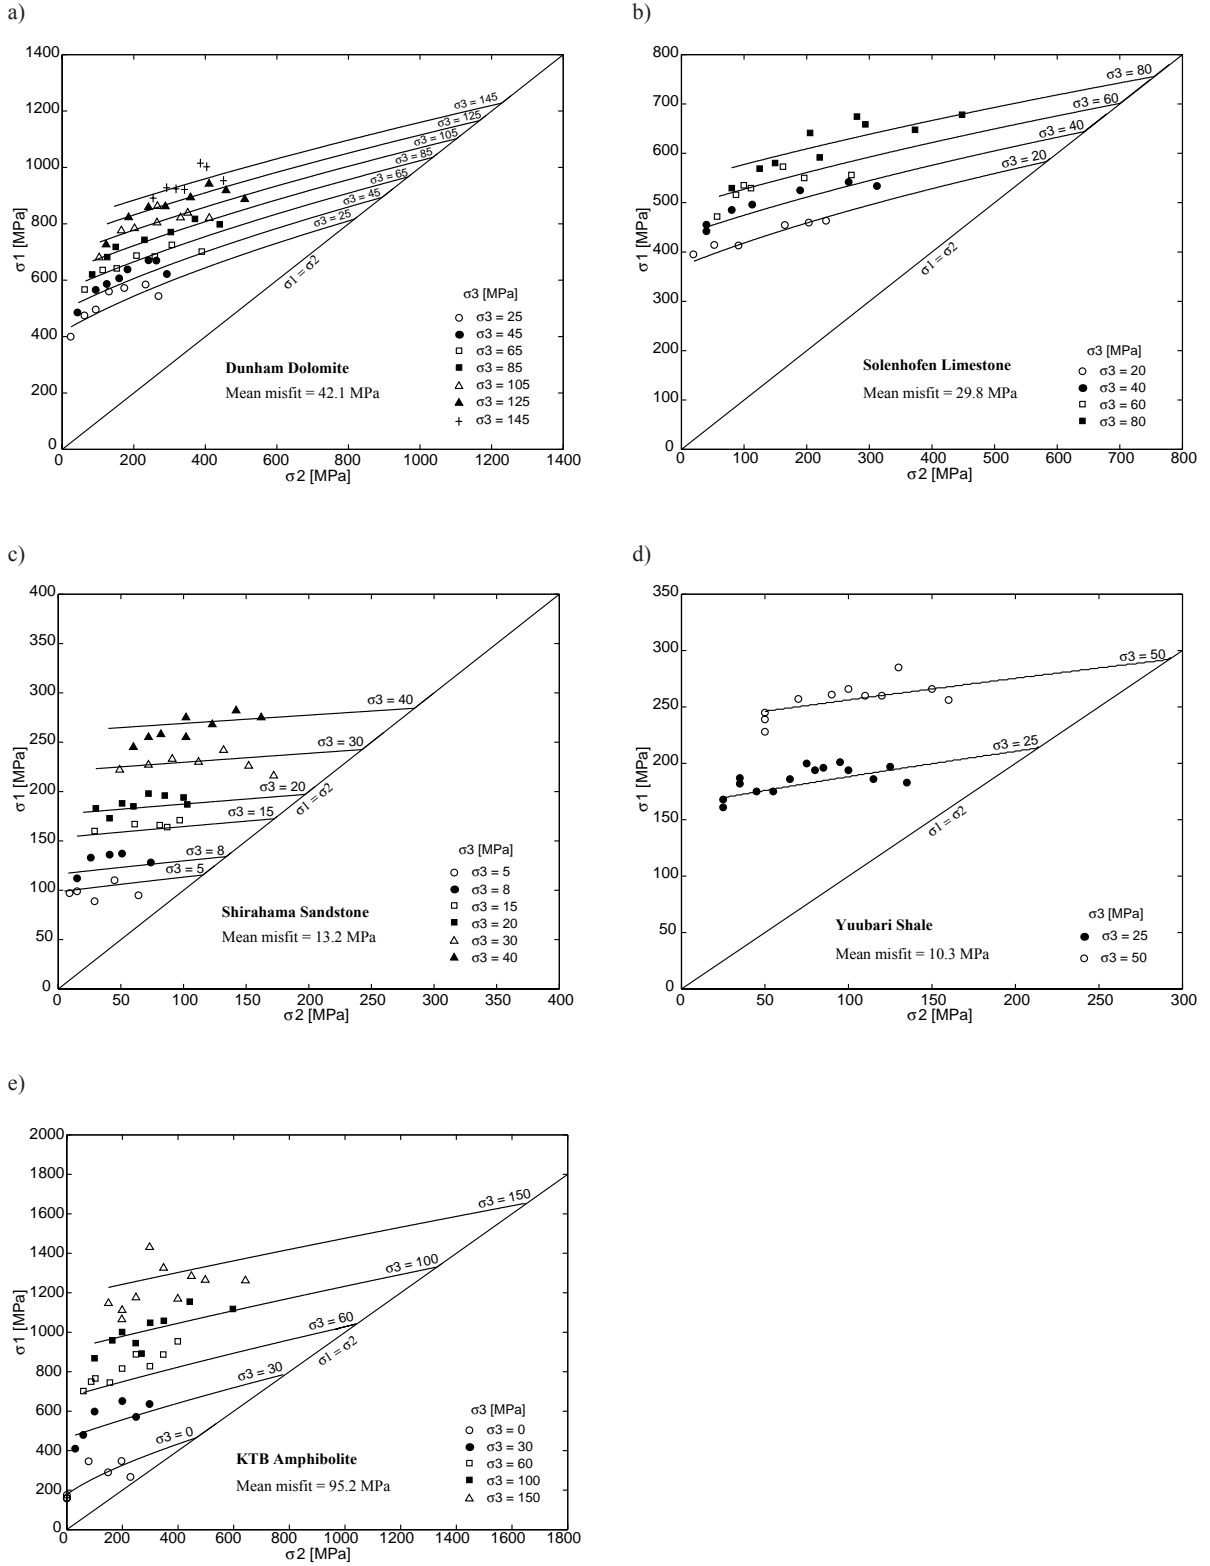 a)
1400
1200
1000
800
600
400
200
0
σ1 [MPa]
0 200 400 600 800 1000 1200 1400
σ2 [MPa]
σ3 = 145
σ3 = 125
σ3 = 105
σ3 = 85
σ3 = 65
σ3 = 45
σ3 = 25
σ1 = σ2
Dunham Dolomite
Mean misfit = 42.1 MPa
σ3 [MPa]
σ3 = 25
σ3 = 45
σ3 = 65
σ3 = 85
σ3 = 105
σ3 = 125
σ3 = 145
b)
800
700
600
500
400
300
200
100
0
σ1 [MPa]
0 100 200 300 400 500 600 700 800
σ2 [MPa]
σ3 = 80
σ3 = 60
σ3 = 40
σ3 = 20
σ1 = σ2
Solenhofen Limestone
Mean misfit = 29.8 MPa
σ3 [MPa]
σ3 = 20
σ3 = 40
σ3 = 60
σ3 = 80
c)
400
350
300
250
200
150
100
50
0
σ1 [MPa]
0 50 100 150 200 250 300 350 400
σ2 [MPa]
σ3 = 40
σ3 = 30
σ3 = 20
σ3 = 15
σ3 = 8
σ3 = 5
σ1 = σ2
Shirahama Sandstone
Mean misfit = 13.2 MPa
σ3 [MPa]
σ3 = 5
σ3 = 8
σ3 = 15
σ3 = 20
σ3 = 30
σ3 = 40
d)
350
300
250
200
150
100
50
0
σ1 [MPa]
0 50 100 150 200 250 300
σ2 [MPa]
σ3 = 50
σ3 = 25
σ1 = σ2
Yuubari Shale
Mean misfit = 10.3 MPa
σ3 [MPa]
σ3 = 25
σ3 = 50
e)
2000
1800
1600
1400
1200
1000
800
600
400
200
0
σ1 [MPa]
0 200 400 600 800 1000 1200 1400 1600 1800
σ2 [MPa]
σ3 = 150
σ3 = 100
σ3 = 60
σ3 = 30
σ3 = 0
σ1 = σ2
KTB Amphibolite
Mean misfit = 95.2 MPa
σ3 [MPa]
σ3 = 0
σ3 = 30
σ3 = 60
σ3 = 100
σ3 = 150